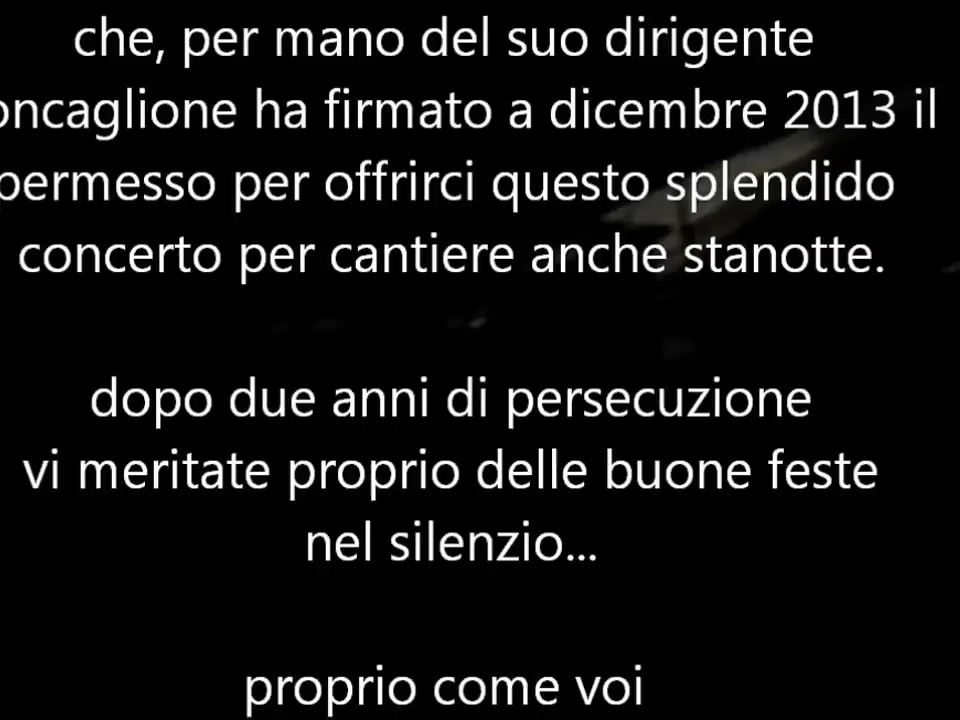 che, per mano del suo dirigente
oncaglione ha firmato a dicembre 2013 il
permesso per offrirci questo splendido
concerto per cantiere anche stanotte.
dopo due anni di persecuzione
vi meritate proprio delle buone feste
nel silenzio...
proprio come voi